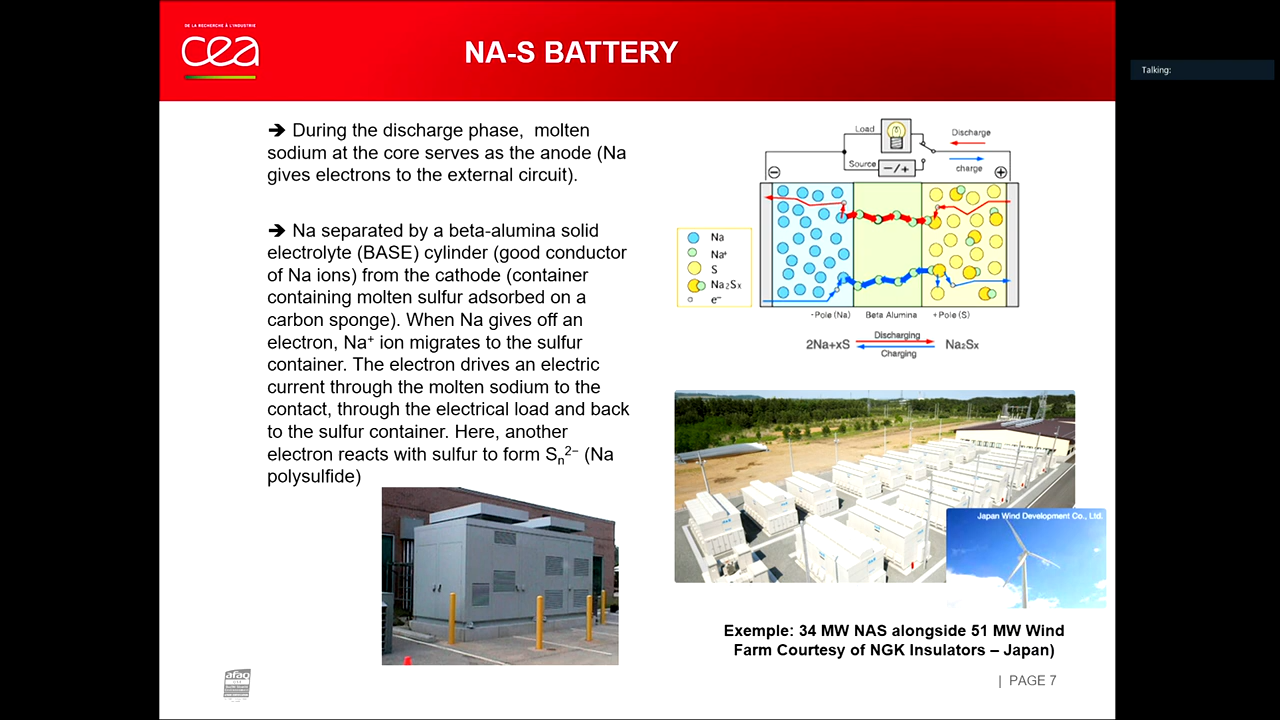 DE LA RECHERCHE À L'INDUSTRIE
cea
NA-S BATTERY
Talking:
➔ During the discharge phase, molten
sodium at the core serves as the anode (Na
gives electrons to the external circuit).
➔ Na separated by a beta-alumina solid
electrolyte (BASE) cylinder (good conductor
of Na ions) from the cathode (container
containing molten sulfur adsorbed on a
carbon sponge). When Na gives off an
electron, Na⁺ ion migrates to the sulfur
container. The electron drives an electric
current through the molten sodium to the
contact, through the electrical load and back
to the sulfur container. Here, another
electron reacts with sulfur to form Sₙ²⁻ (Na
polysulfide)
Load
Discharge
Source
−/+
charge
Na
Na⁺
S
Na₂Sx
e⁻
- Pole (Na) Beta Alumina + Pole (S)
Discharging
2Na+xS Na₂Sx
Charging
Japan Wind Development Co., Ltd.
Exemple: 34 MW NAS alongside 51 MW Wind
Farm Courtesy of NGK Insulators – Japan)
afaq
| PAGE 7